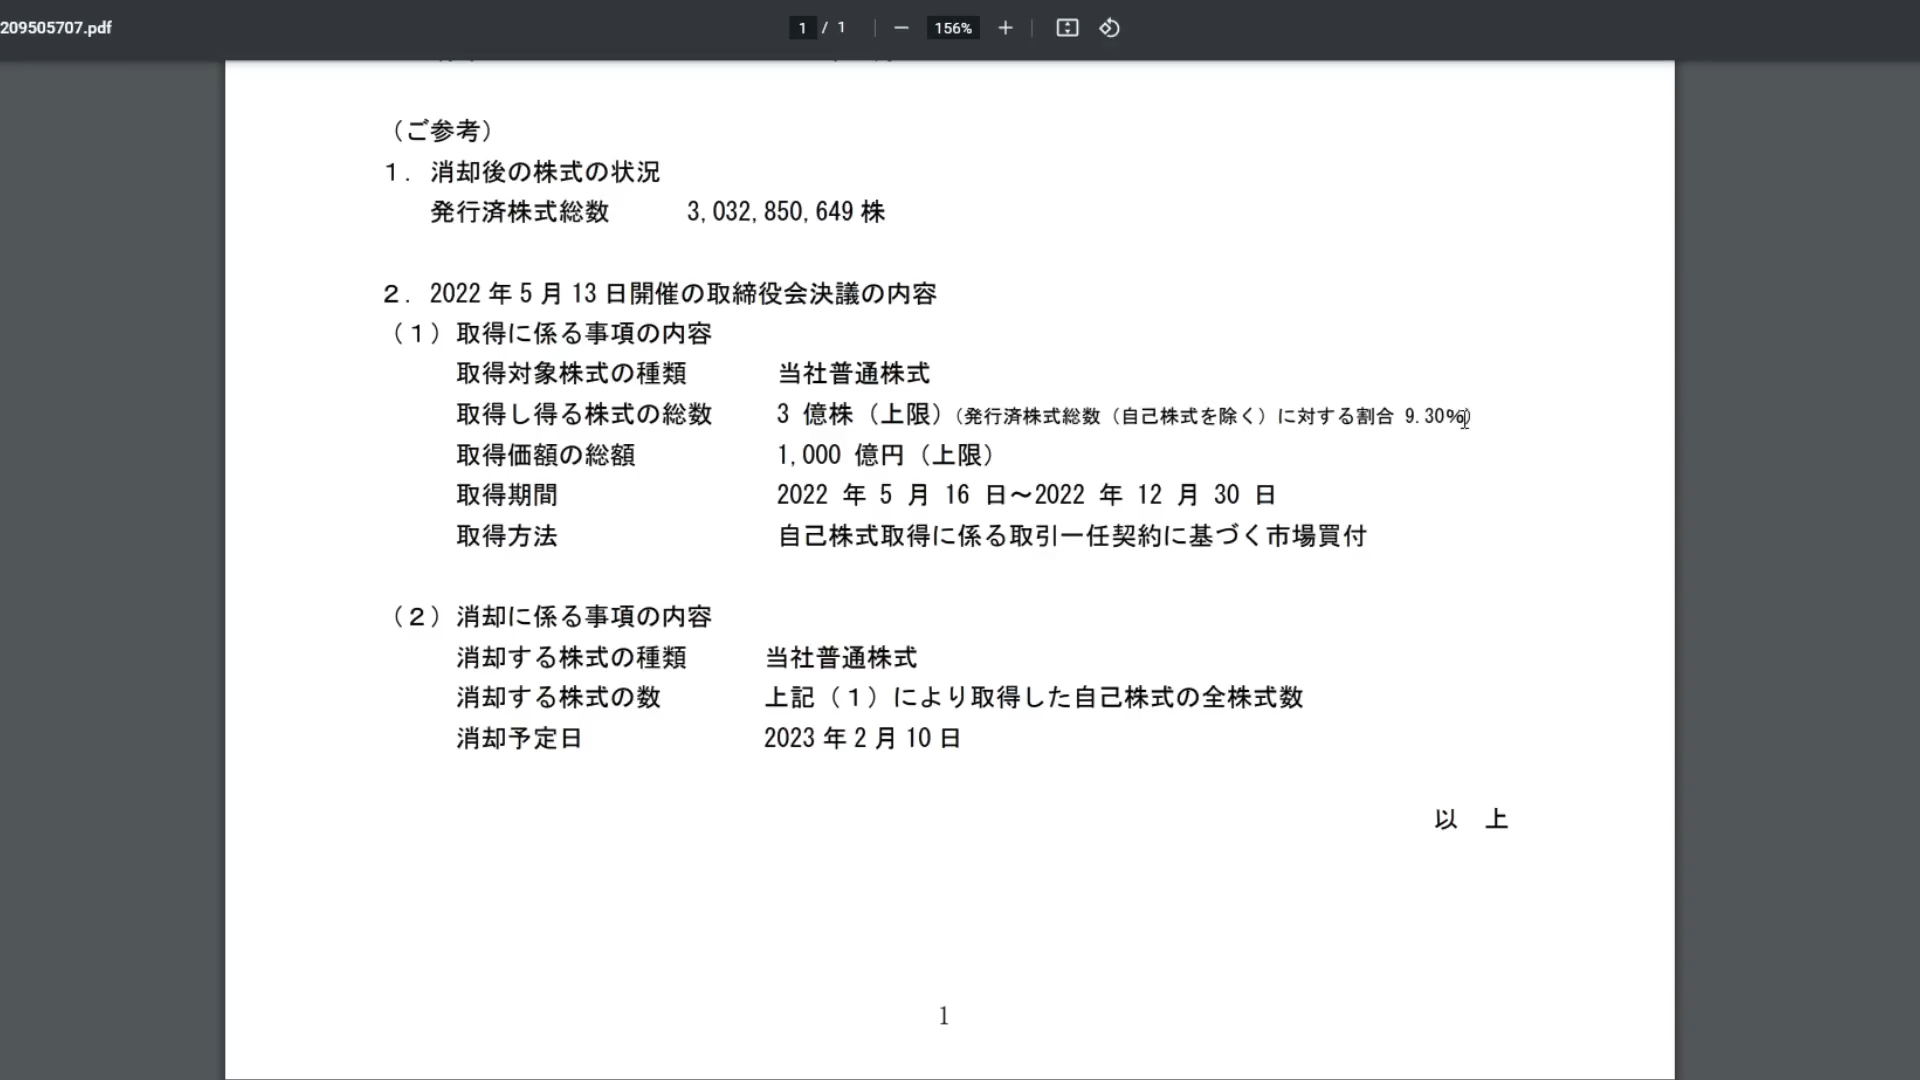 209505707.pdf
1 / 1
156%
（ご参考）
１. 消却後の株式の状況
発行済株式総数 3,032,850,649 株
２. 2022 年 5 月 13 日開催の取締役会決議の内容
（１）取得に係る事項の内容
取得対象株式の種類 当社普通株式
取得し得る株式の総数 3 億株（上限）（発行済株式総数（自己株式を除く）に対する割合 9.30%）
取得価額の総額 1,000 億円（上限）
取得期間 2022 年 5 月 16 日～2022 年 12 月 30 日
取得方法 自己株式取得に係る取引一任契約に基づく市場買付
（２）消却に係る事項の内容
消却する株式の種類 当社普通株式
消却する株式の数 上記（１）により取得した自己株式の全株式数
消却予定日 2023 年 2 月 10 日
以 上
1